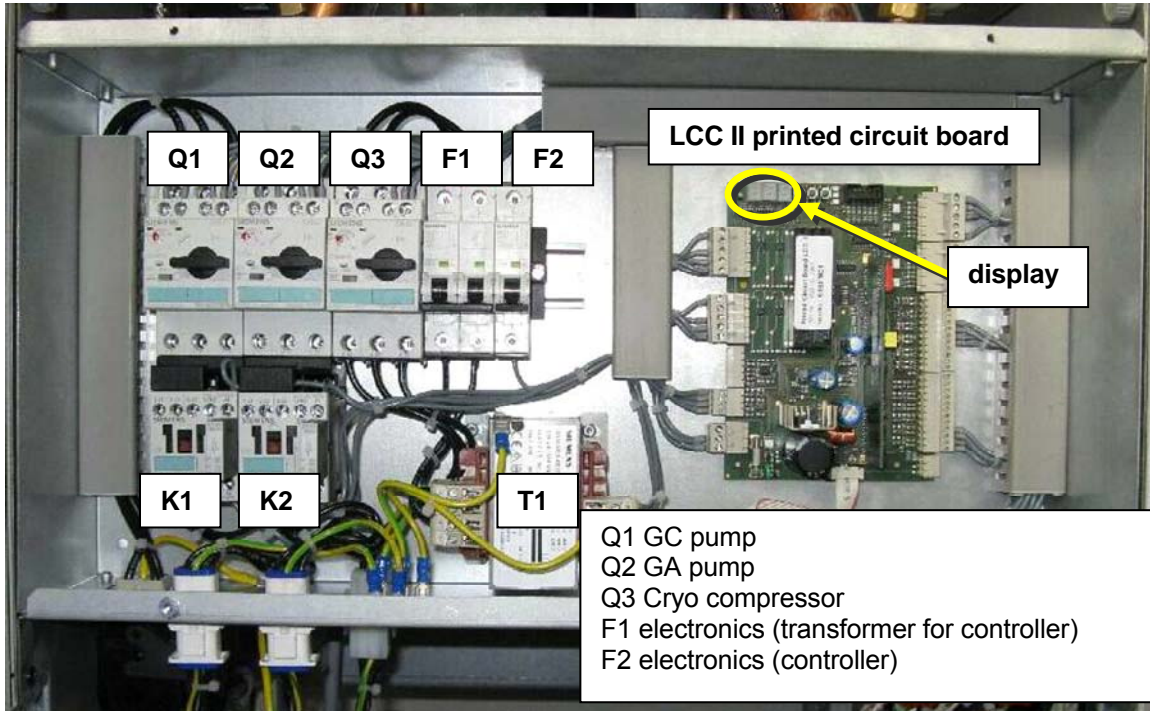 Q1 Q2 Q3 F1 F2
LCC II printed circuit board
display
K1 K2 T1
SIEMENS
Q1 GC pump
Q2 GA pump
Q3 Cryo compressor
F1 electronics (transformer for controller)
F2 electronics (controller)